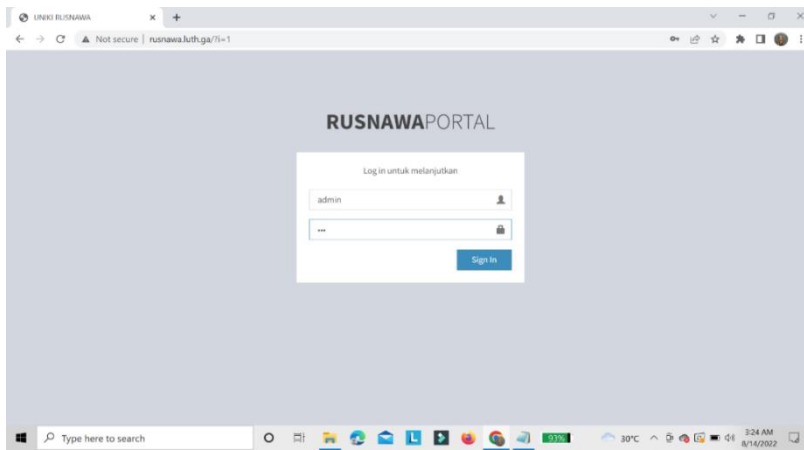 UNIKI RUSNAWA
Not secure | rusnawa.luth.ga/?i=1
RUSNAWAPORTAL
Log in untuk melanjutkan
admin
•••
Sign In
Type here to search
93%
30°C
3:24 AM
8/14/2022